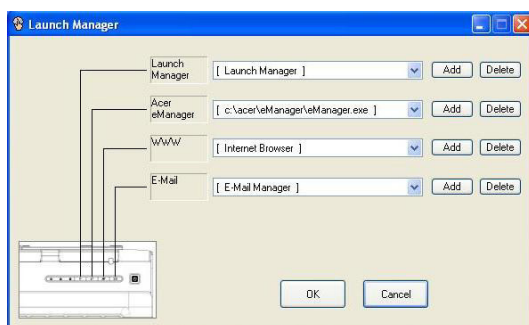 Launch Manager
Launch
Manager
[ Launch Manager ]
Add
Delete
Acer
eManager
[ c:\acer\eManager\eManager.exe ]
Add
Delete
WWW
[ Internet Browser ]
Add
Delete
E-Mail
[ E-Mail Manager ]
Add
Delete
OK
Cancel